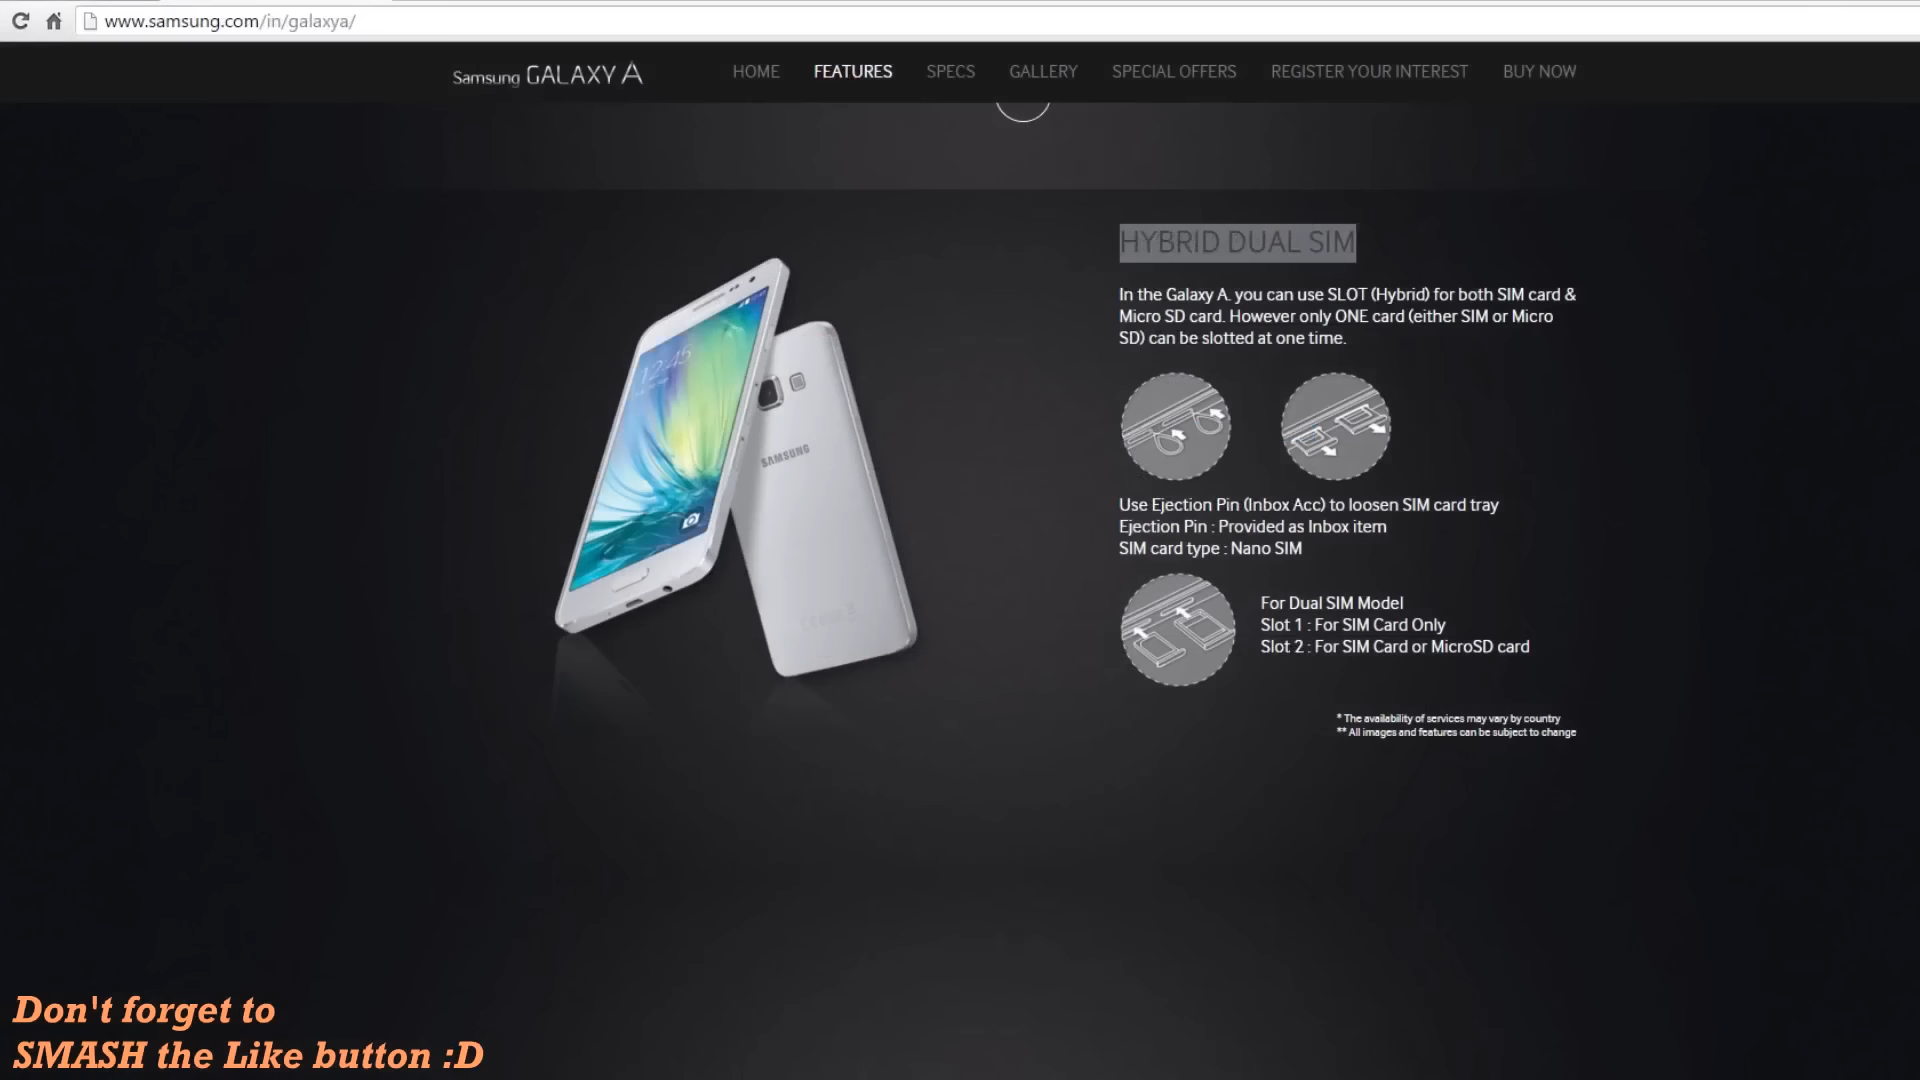 www.samsung.com/in/galaxya/
Samsung GALAXY A
HOME
FEATURES
SPECS
GALLERY
SPECIAL OFFERS
REGISTER YOUR INTEREST
BUY NOW
HYBRID DUAL SIM
In the Galaxy A. you can use SLOT (Hybrid) for both SIM card &
Micro SD card. However only ONE card (either SIM or Micro
SD) can be slotted at one time.
12:45
SAMSUNG
Use Ejection Pin (Inbox Acc) to loosen SIM card tray
Ejection Pin : Provided as Inbox item
SIM card type : Nano SIM
For Dual SIM Model
Slot 1 : For SIM Card Only
Slot 2 : For SIM Card or MicroSD card
* The availability of services may vary by country
** All images and features can be subject to change
Don't forget to
SMASH the Like button :D